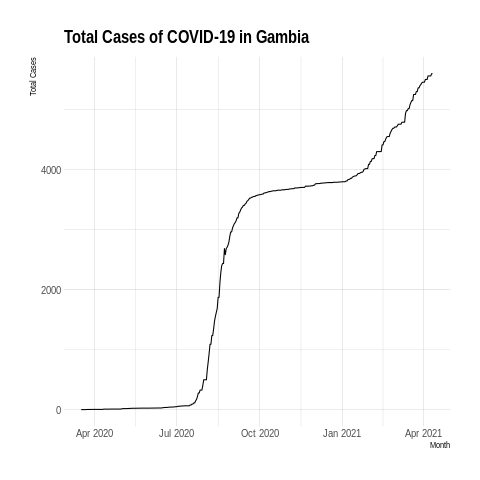 Total Cases of COVID-19 in Gambia
Total Cases
4000
2000
0
Apr 2020
Jul 2020
Oct 2020
Jan 2021
Apr 2021
Month